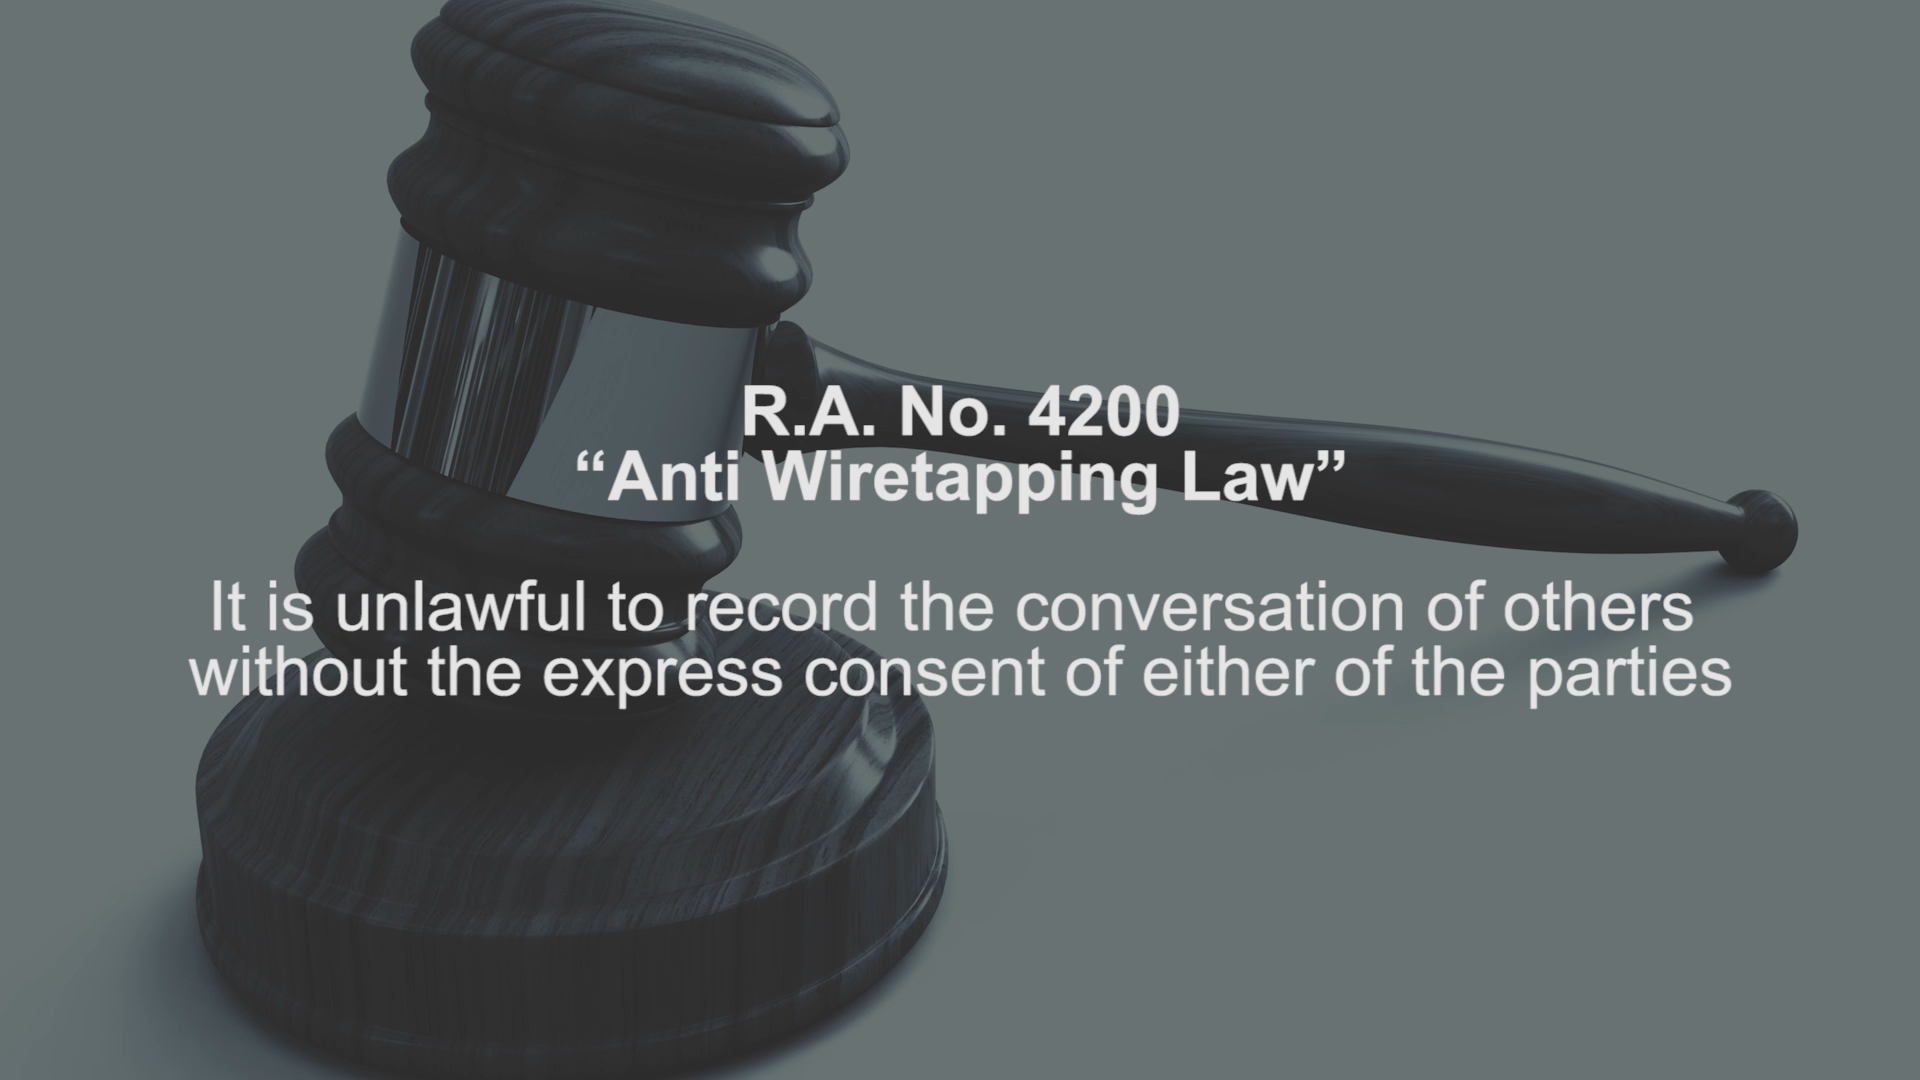 R.A. No. 4200
“Anti Wiretapping Law”
It is unlawful to record the conversation of others
without the express consent of either of the parties